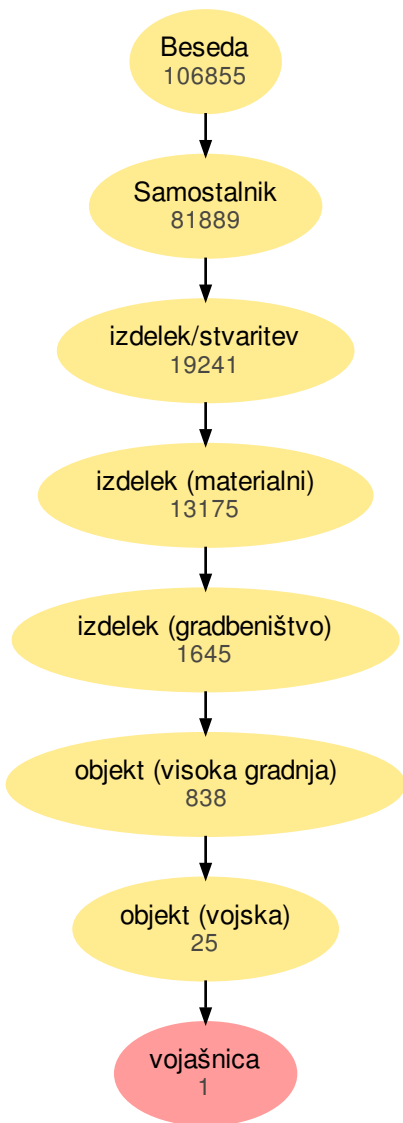 Beseda
106855
Samostalnik
81889
izdelek/stvaritev
19241
izdelek (materialni)
13175
izdelek (gradbeništvo)
1645
objekt (visoka gradnja)
838
objekt (vojska)
25
vojašnica
1